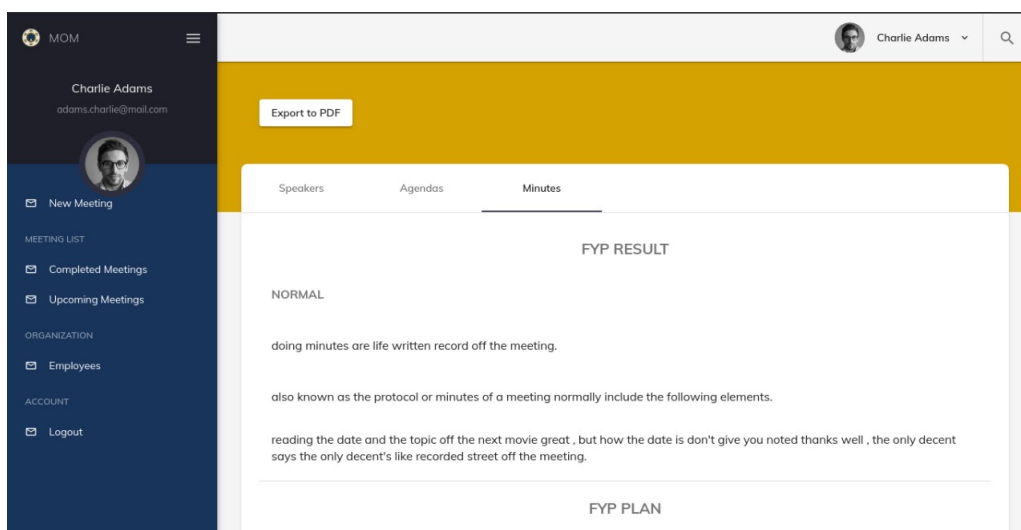 MOM
Charlie Adams
adams.charlie@mail.com
New Meeting
MEETING LIST
Completed Meetings
Upcoming Meetings
ORGANIZATION
Employees
ACCOUNT
Logout
Charlie Adams
Export to PDF
Speakers Agendas Minutes
FYP RESULT
NORMAL
doing minutes are life written record off the meeting.
also known as the protocol or minutes of a meeting normally include the following elements.
reading the date and the topic off the next movie great , but how the date is don't give you noted thanks well , the only decent
says the only decent's like recorded street off the meeting.
FYP PLAN